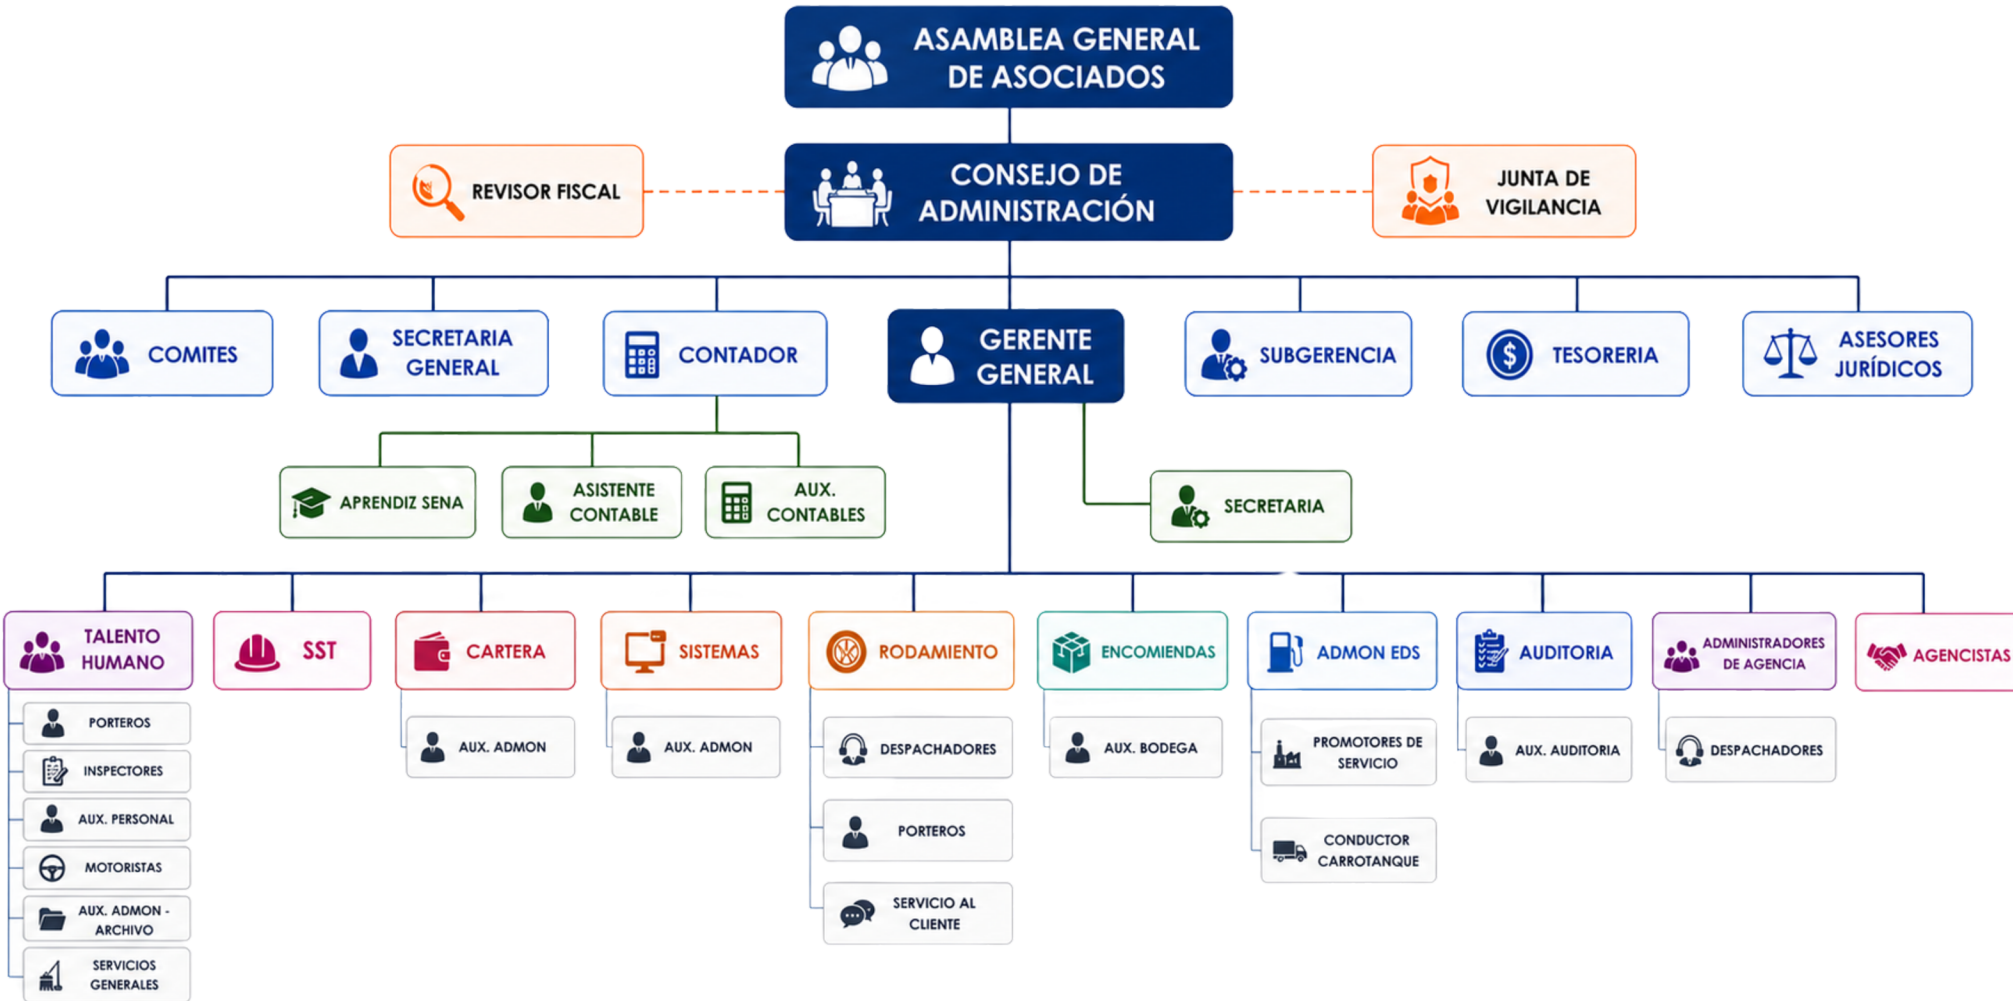 ASAMBLEA GENERAL
DE ASOCIADOS
REVISOR FISCAL
CONSEJO DE
ADMINISTRACIÓN
JUNTA DE
VIGILANCIA
COMITES
SECRETARIA
GENERAL
CONTADOR
GERENTE
GENERAL
SUBGERENCIA
$
TESORERIA
ASESORES
JURÍDICOS
APRENDIZ SENA
ASISTENTE
CONTABLE
AUX.
CONTABLES
SECRETARIA
TALENTO
HUMANO
SST
CARTERA
SISTEMAS
RODAMIENTO
ENCOMIENDAS
ADMON EDS
AUDITORIA
ADMINISTRADORES
DE AGENCIA
AGENCISTAS
PORTEROS
INSPECTORES
AUX. PERSONAL
MOTORISTAS
AUX. ADMON -
ARCHIVO
SERVICIOS
GENERALES
AUX. ADMON
AUX. ADMON
DESPACHADORES
PORTEROS
SERVICIO AL
CLIENTE
AUX. BODEGA
PROMOTORES DE
SERVICIO
CONDUCTOR
CARROTANQUE
AUX. AUDITORIA
DESPACHADORES